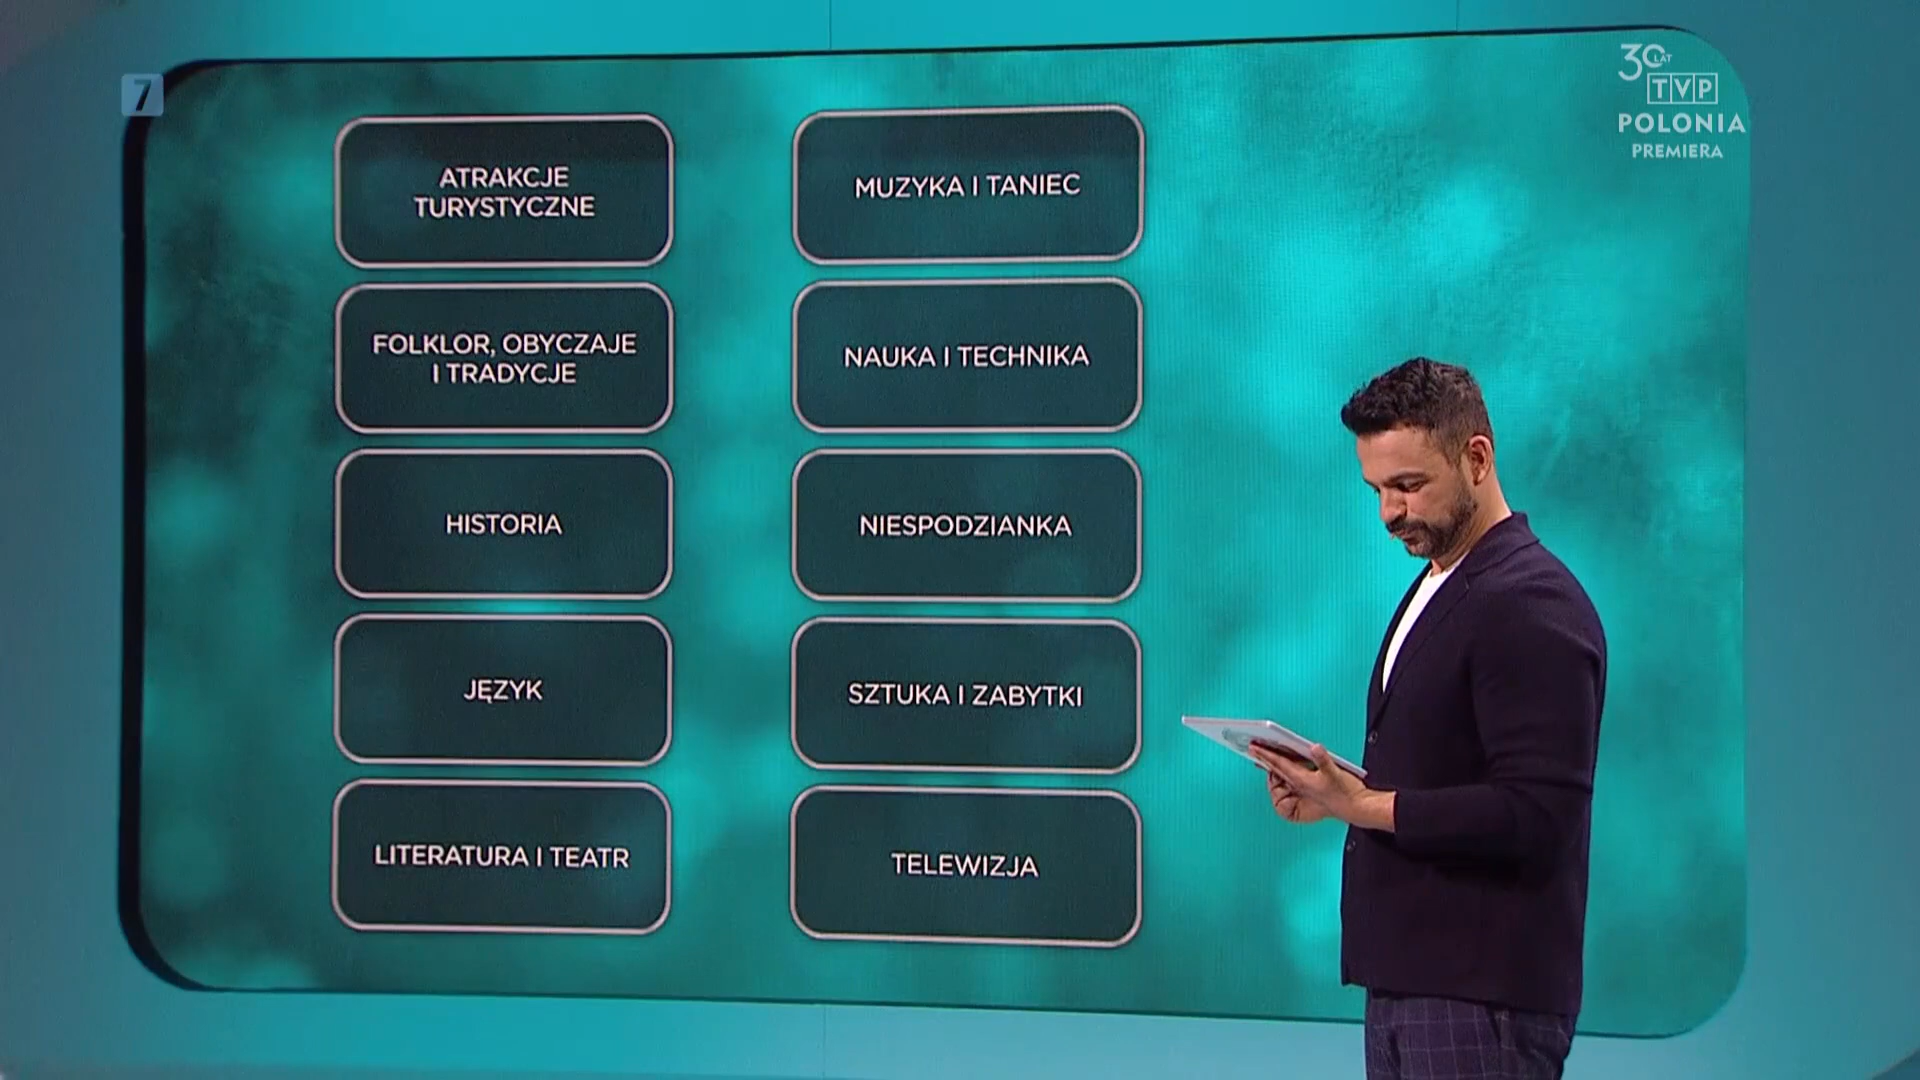 7
30 LAT
TVP
POLONIA
PREMIERA
ATRAKCJE
TURYSTYCZNE
FOLKLOR, OBYCZAJE
I TRADYCJE
HISTORIA
JĘZYK
LITERATURA I TEATR
MUZYKA I TANIEC
NAUKA I TECHNIKA
NIESPODZIANKA
SZTUKA I ZABYTKI
TELEWIZJA